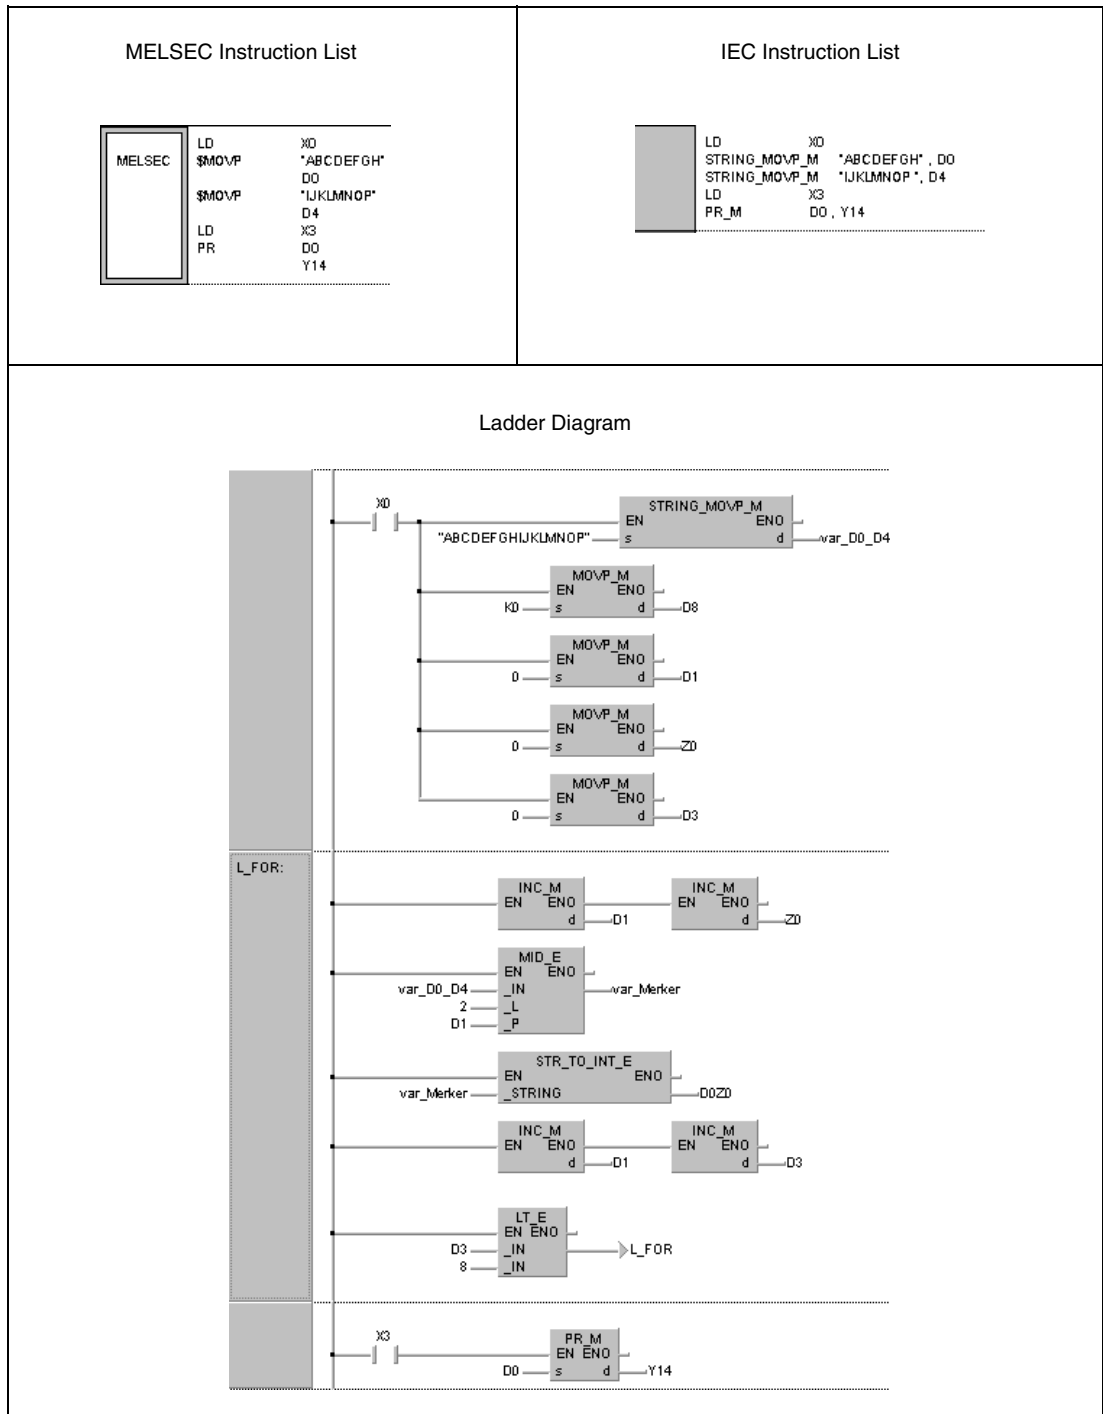 MELSEC Instruction List
MELSEC
LD X0
$MOVP "ABCDEFGH"
D0
$MOVP "IJKLMNOP"
D4
LD X3
PR D0
Y14
IEC Instruction List
LD X0
STRING_MOVP_M "ABCDEFGH" , D0
STRING_MOVP_M "IJKLMNOP ", D4
LD X3
PR_M D0 , Y14
Ladder Diagram
X0
STRING_MOVP_M
EN ENO
"ABCDEFGHIJKLMNOP" s d var_D0_D4
MOVP_M
EN ENO
K0 s d D8
MOVP_M
EN ENO
0 s d D1
MOVP_M
EN ENO
0 s d Z0
MOVP_M
EN ENO
0 s d D3
L_FOR:
INC_M INC_M
EN ENO EN ENO
d D1 d Z0
MID_E
EN ENO
var_D0_D4 _IN var_Merker
2 _L
D1 _P
STR_TO_INT_E
EN ENO
var_Merker _STRING D0Z0
INC_M INC_M
EN ENO EN ENO
d D1 d D3
LT_E
EN ENO
D3 _IN L_FOR
8 _IN
X3
PR_M
EN ENO
D0 s d Y14